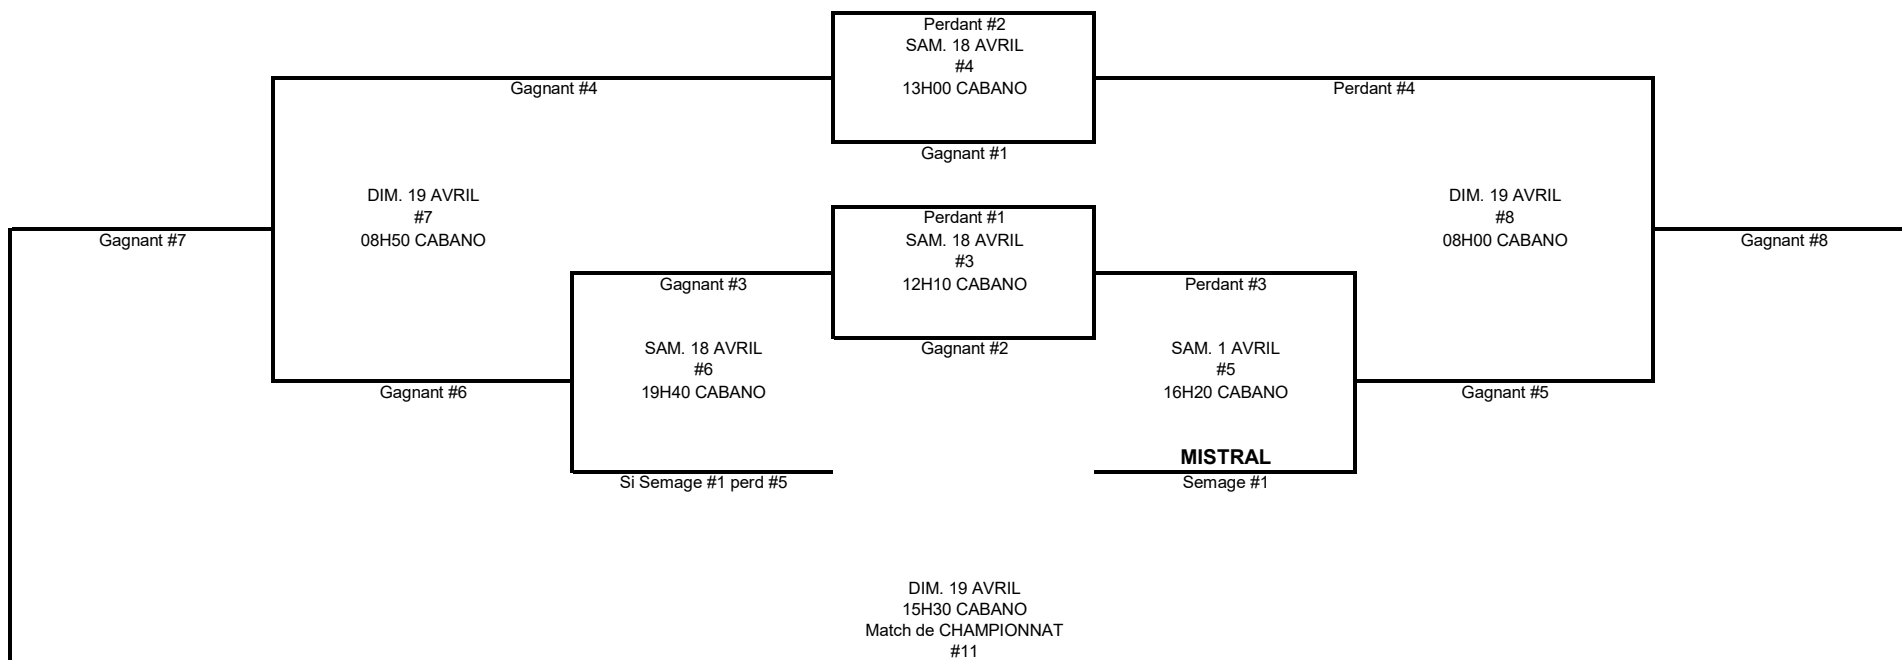 Perdant #2
SAM. 18 AVRIL
#4
13H00 CABANO
Gagnant #4
Perdant #4
Gagnant #1
DIM. 19 AVRIL
#7
08H50 CABANO
DIM. 19 AVRIL
#8
08H00 CABANO
Gagnant #7
Perdant #1
SAM. 18 AVRIL
#3
12H10 CABANO
Gagnant #8
Gagnant #3
Perdant #3
Gagnant #2
SAM. 18 AVRIL
#6
19H40 CABANO
SAM. 1 AVRIL
#5
16H20 CABANO
Gagnant #6
Gagnant #5
MISTRAL
Si Semage #1 perd #5
Semage #1
DIM. 19 AVRIL
15H30 CABANO
Match de CHAMPIONNAT
#11